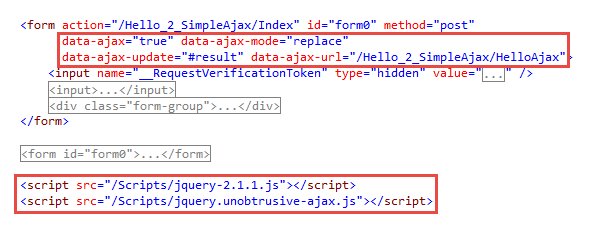 <form action="/Hello_2_SimpleAjax/Index" id="form0" method="post"
data-ajax="true" data-ajax-mode="replace"
data-ajax-update="#result" data-ajax-url="/Hello_2_SimpleAjax/HelloAjax">
<input name="__RequestVerificationToken" type="hidden" value="..." />
<input>...</input>
<div class="form-group">...</div>
</form>
<form id="form0">...</form>
<script src="/Scripts/jquery-2.1.1.js"></script>
<script src="/Scripts/jquery.unobtrusive-ajax.js"></script>